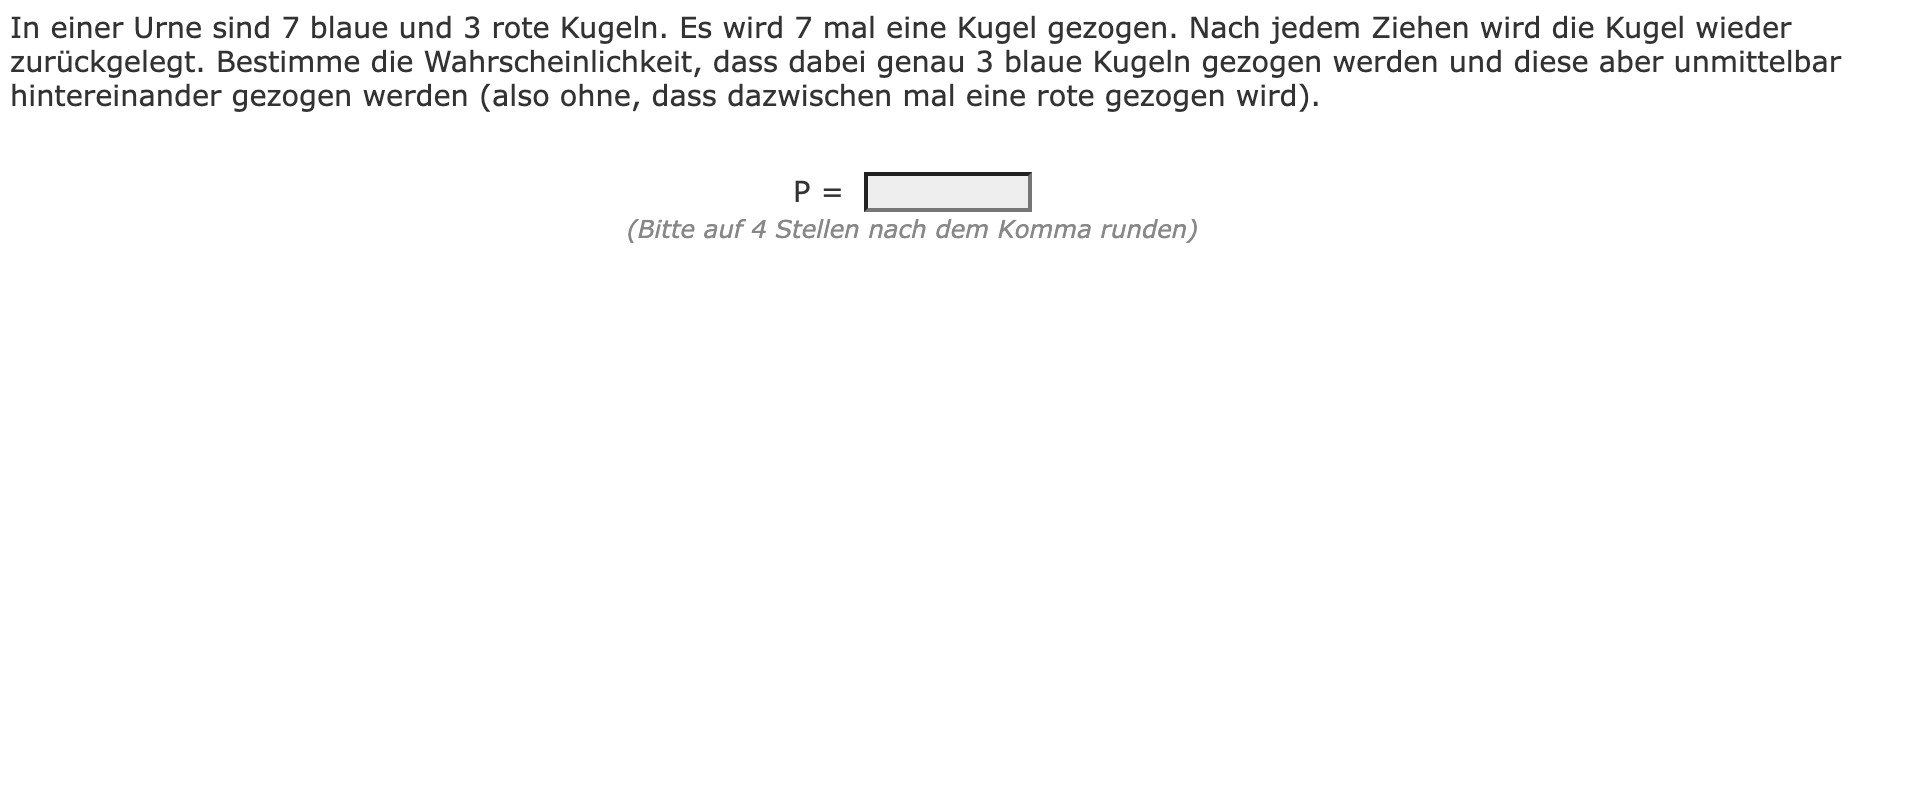 In einer Urne sind 7 blaue und 3 rote Kugeln. Es wird 7 mal eine Kugel gezogen. Nach jedem Ziehen wird die Kugel wieder
zurückgelegt. Bestimme die Wahrscheinlichkeit, dass dabei genau 3 blaue Kugeln gezogen werden und diese aber unmittelbar
hintereinander gezogen werden (also ohne, dass dazwischen mal eine rote gezogen wird).
P =
(Bitte auf 4 Stellen nach dem Komma runden)